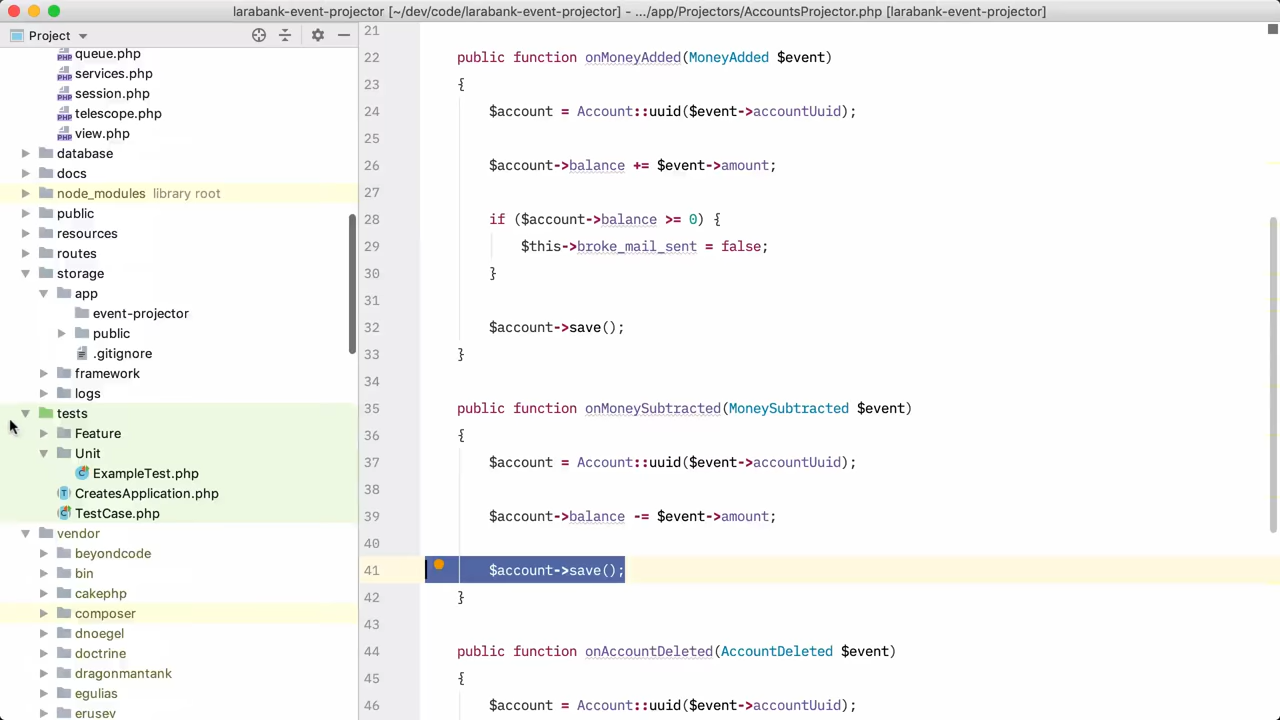 larabank-event-projector [~/dev/code/larabank-event-projector] - .../app/Projectors/AccountsProjector.php [larabank-event-projector]
Project
queue.php
services.php
session.php
telescope.php
view.php
database
docs
node_modules library root
public
resources
routes
storage
app
event-projector
public
.gitignore
framework
logs
tests
Feature
Unit
ExampleTest.php
CreatesApplication.php
TestCase.php
vendor
beyondcode
bin
cakephp
composer
dnoegel
doctrine
dragonmantank
egulias
erusev
21
22 public function onMoneyAdded(MoneyAdded $event)
23 {
24 $account = Account::uuid($event->accountUuid);
25
26 $account->balance += $event->amount;
27
28 if ($account->balance >= 0) {
29 $this->broke_mail_sent = false;
30 }
31
32 $account->save();
33 }
34
35 public function onMoneySubtracted(MoneySubtracted $event)
36 {
37 $account = Account::uuid($event->accountUuid);
38
39 $account->balance -= $event->amount;
40
41 $account->save();
42 }
43
44 public function onAccountDeleted(AccountDeleted $event)
45 {
46 $account = Account::uuid($event->accountUuid);